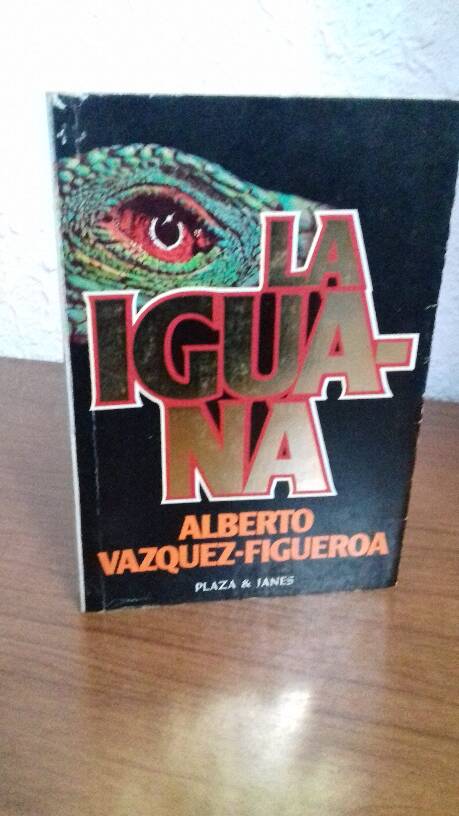 LA
IGUA-
NA
ALBERTO
VAZQUEZ-FIGUEROA
PLAZA & JANES